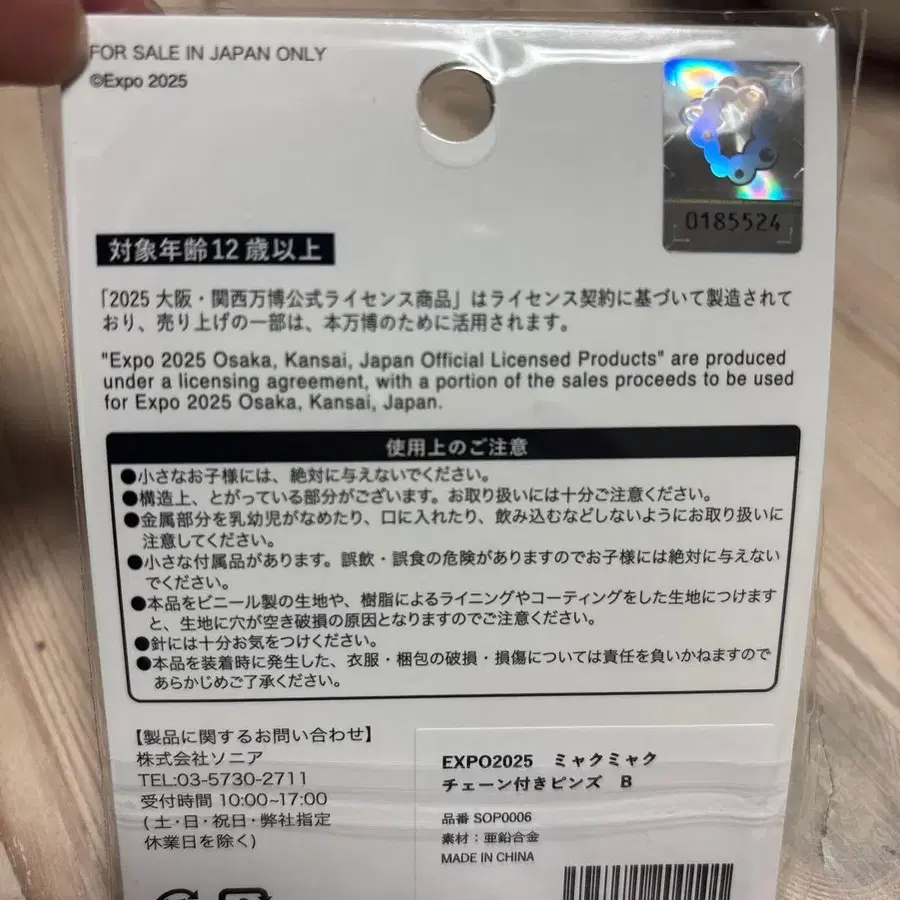 FOR SALE IN JAPAN ONLY
©Expo 2025
0185524
対象年齢12歳以上
「2025 大阪・関西万博公式ライセンス商品」はライセンス契約に基づいて製造されて
おり、売り上げの一部は、本万博のために活用されます。
"Expo 2025 Osaka, Kansai, Japan Official Licensed Products" are produced
under a licensing agreement, with a portion of the sales proceeds to be used
for Expo 2025 Osaka, Kansai, Japan.
使用上のご注意
●小さなお子様には、絶対に与えないでください。
●構造上、とがっている部分がございます。お取り扱いには十分ご注意ください。
●金属部分を乳幼児がなめたり、口に入れたり、飲み込むなどしないようにお取り扱いに
注意してください。
●小さな付属品があります。誤飲・誤食の危険がありますのでお子様には絶対に与えない
でください。
●本品をビニール製の生地や、樹脂によるライニングやコーティングをした生地につけます
と、生地に穴が空き破損の原因となりますのでご注意ください。
●針には十分お気をつけください。
●本品を装着時に発生した、衣服・梱包の破損・損傷については責任を負いかねますので
あらかじめご了承ください。
【製品に関するお問い合わせ】
株式会社ソニア
TEL:03-5730-2711
受付時間 10:00~17:00
(土・日・祝日・弊社指定
休業日を除く)
EXPO2025 ミャクミャク
チェーン付きピンズ B
品番 SOP0006
素材：亜鉛合金
MADE IN CHINA